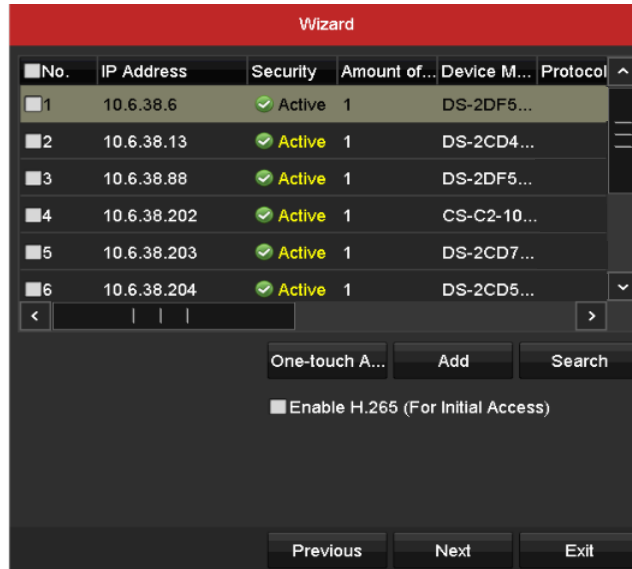 Wizard
No. IP Address Security Amount of... Device M... Protocol
1 10.6.38.6 Active 1 DS-2DF5...
2 10.6.38.13 Active 1 DS-2CD4...
3 10.6.38.88 Active 1 DS-2DF5...
4 10.6.38.202 Active 1 CS-C2-10...
5 10.6.38.203 Active 1 DS-2CD7...
6 10.6.38.204 Active 1 DS-2CD5...
One-touch A... Add Search
Enable H.265 (For Initial Access)
Previous Next Exit